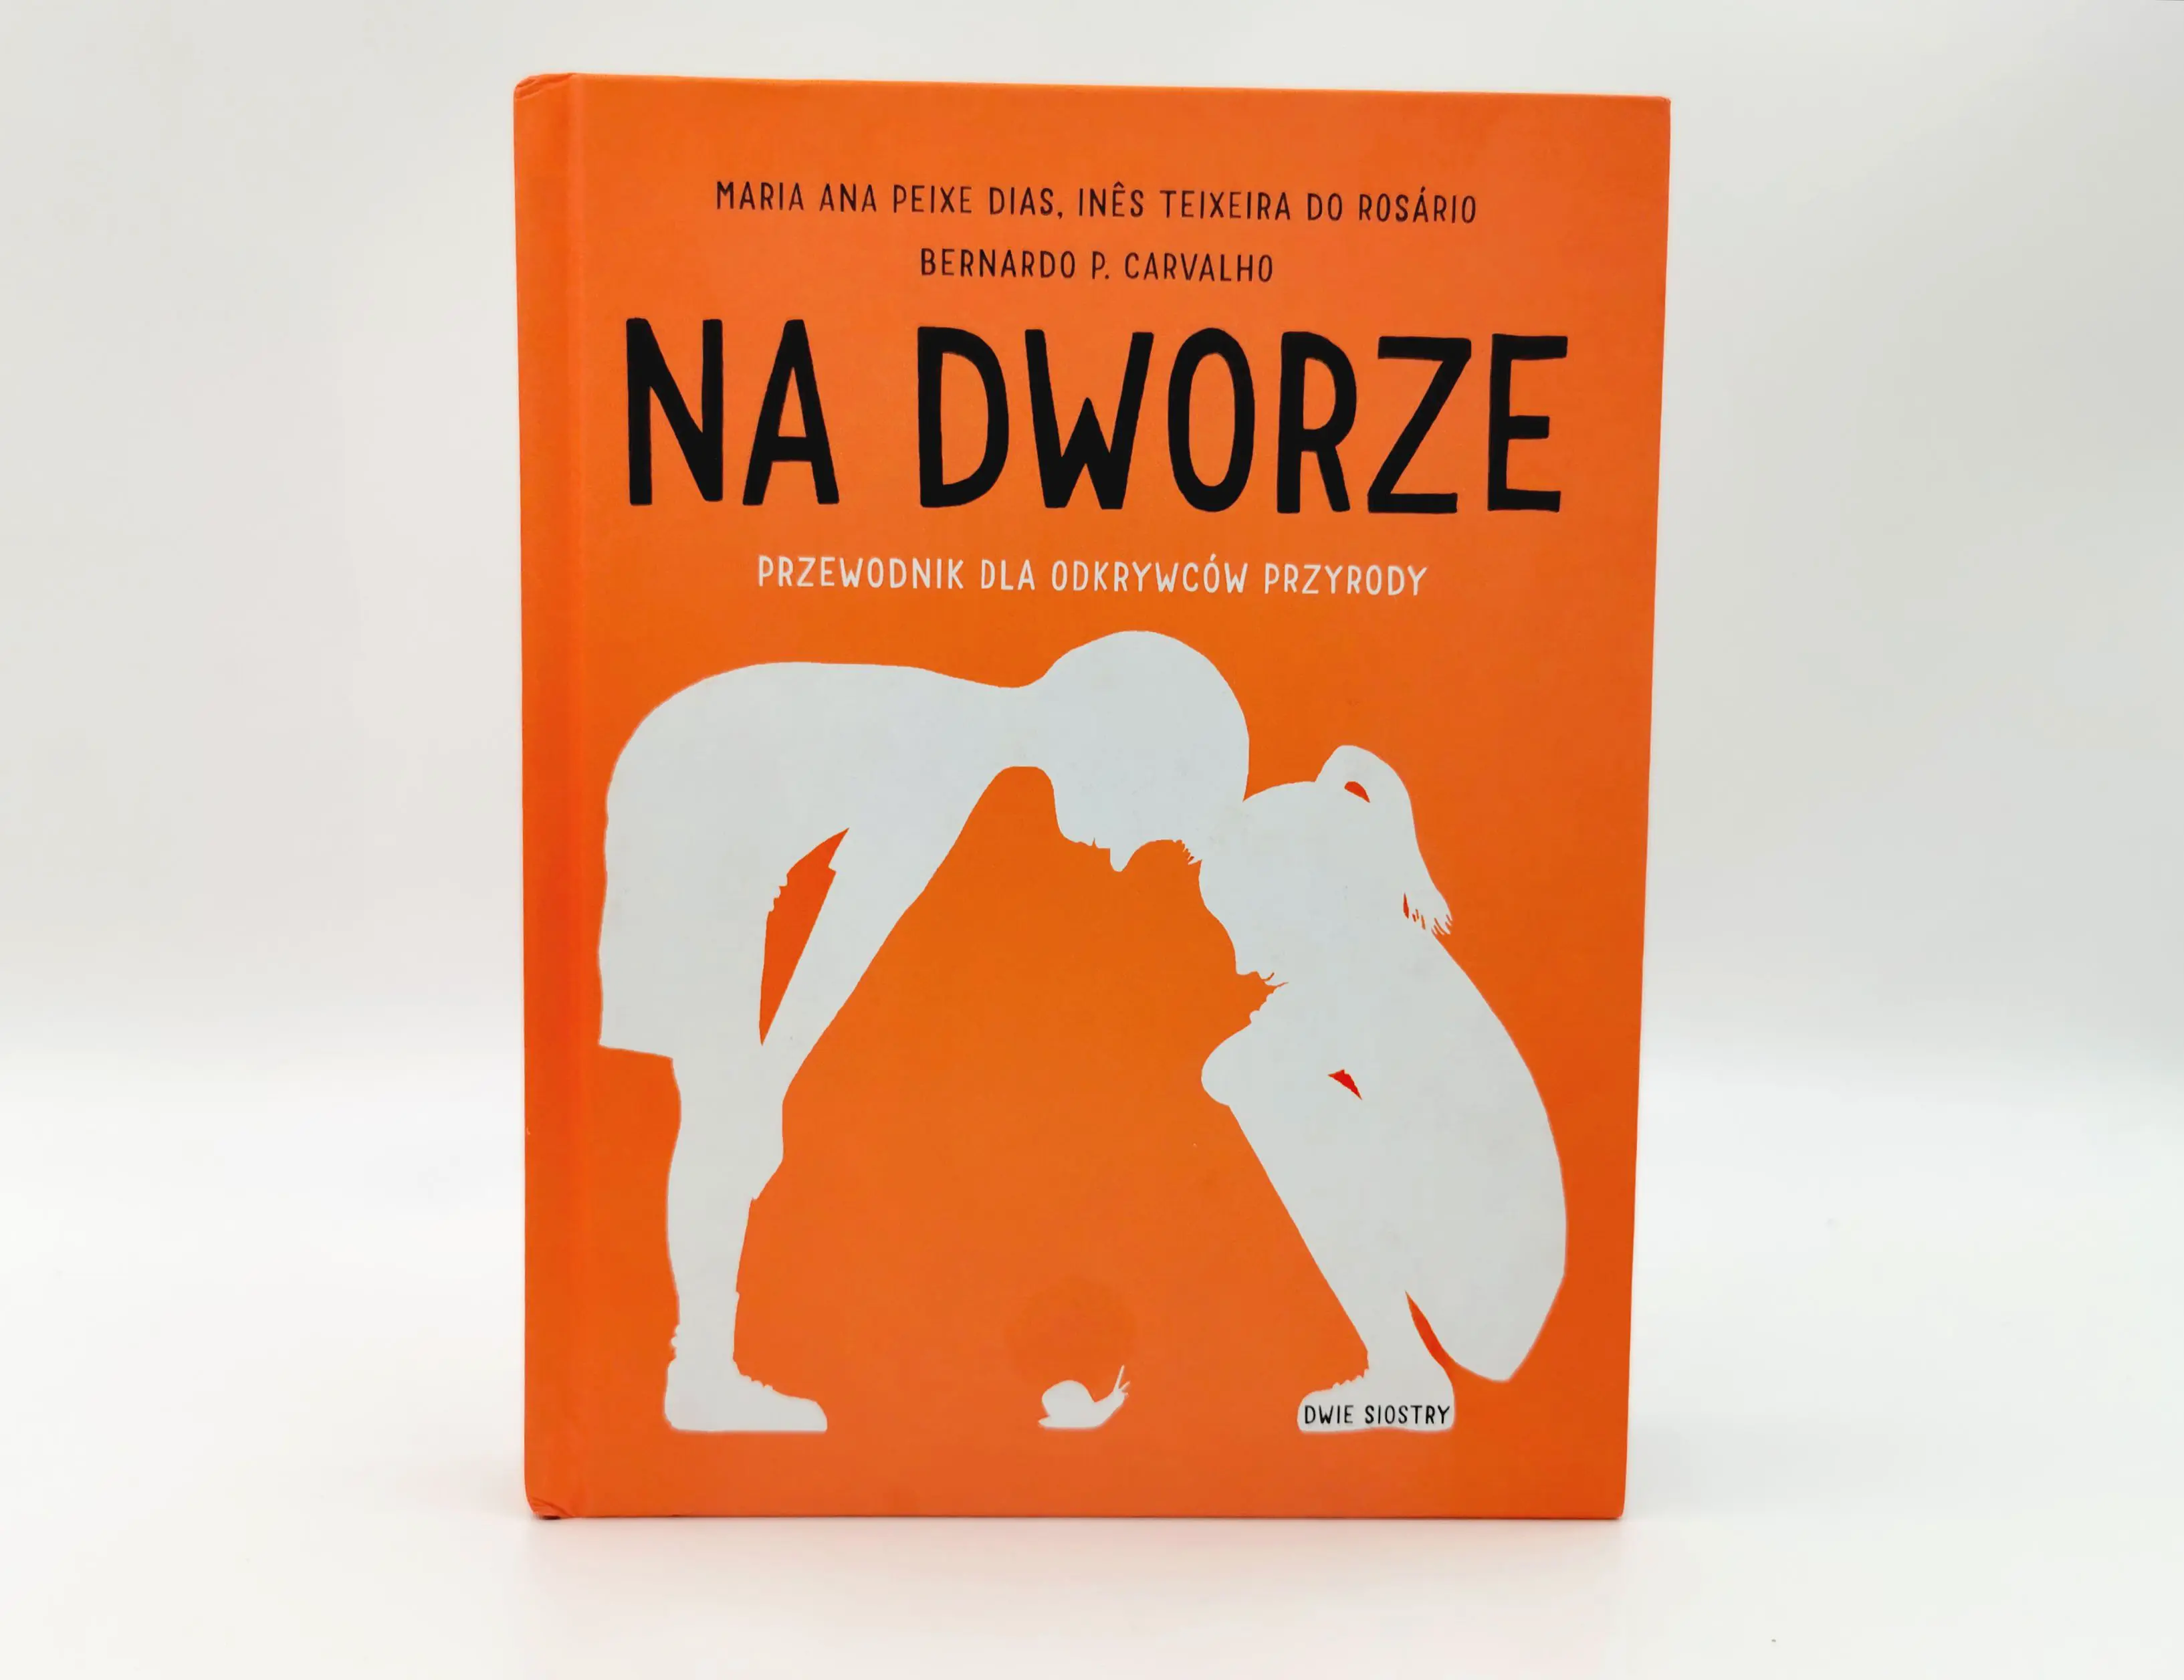 MARIA ANA PEIXE DIAS, INÊS TEIXEIRA DO ROSÁRIO
BERNARDO P. CARVALHO
NA DWORZE
PRZEWODNIK DLA ODKRYWCÓW PRZYRODY
DWIE SIOSTRY